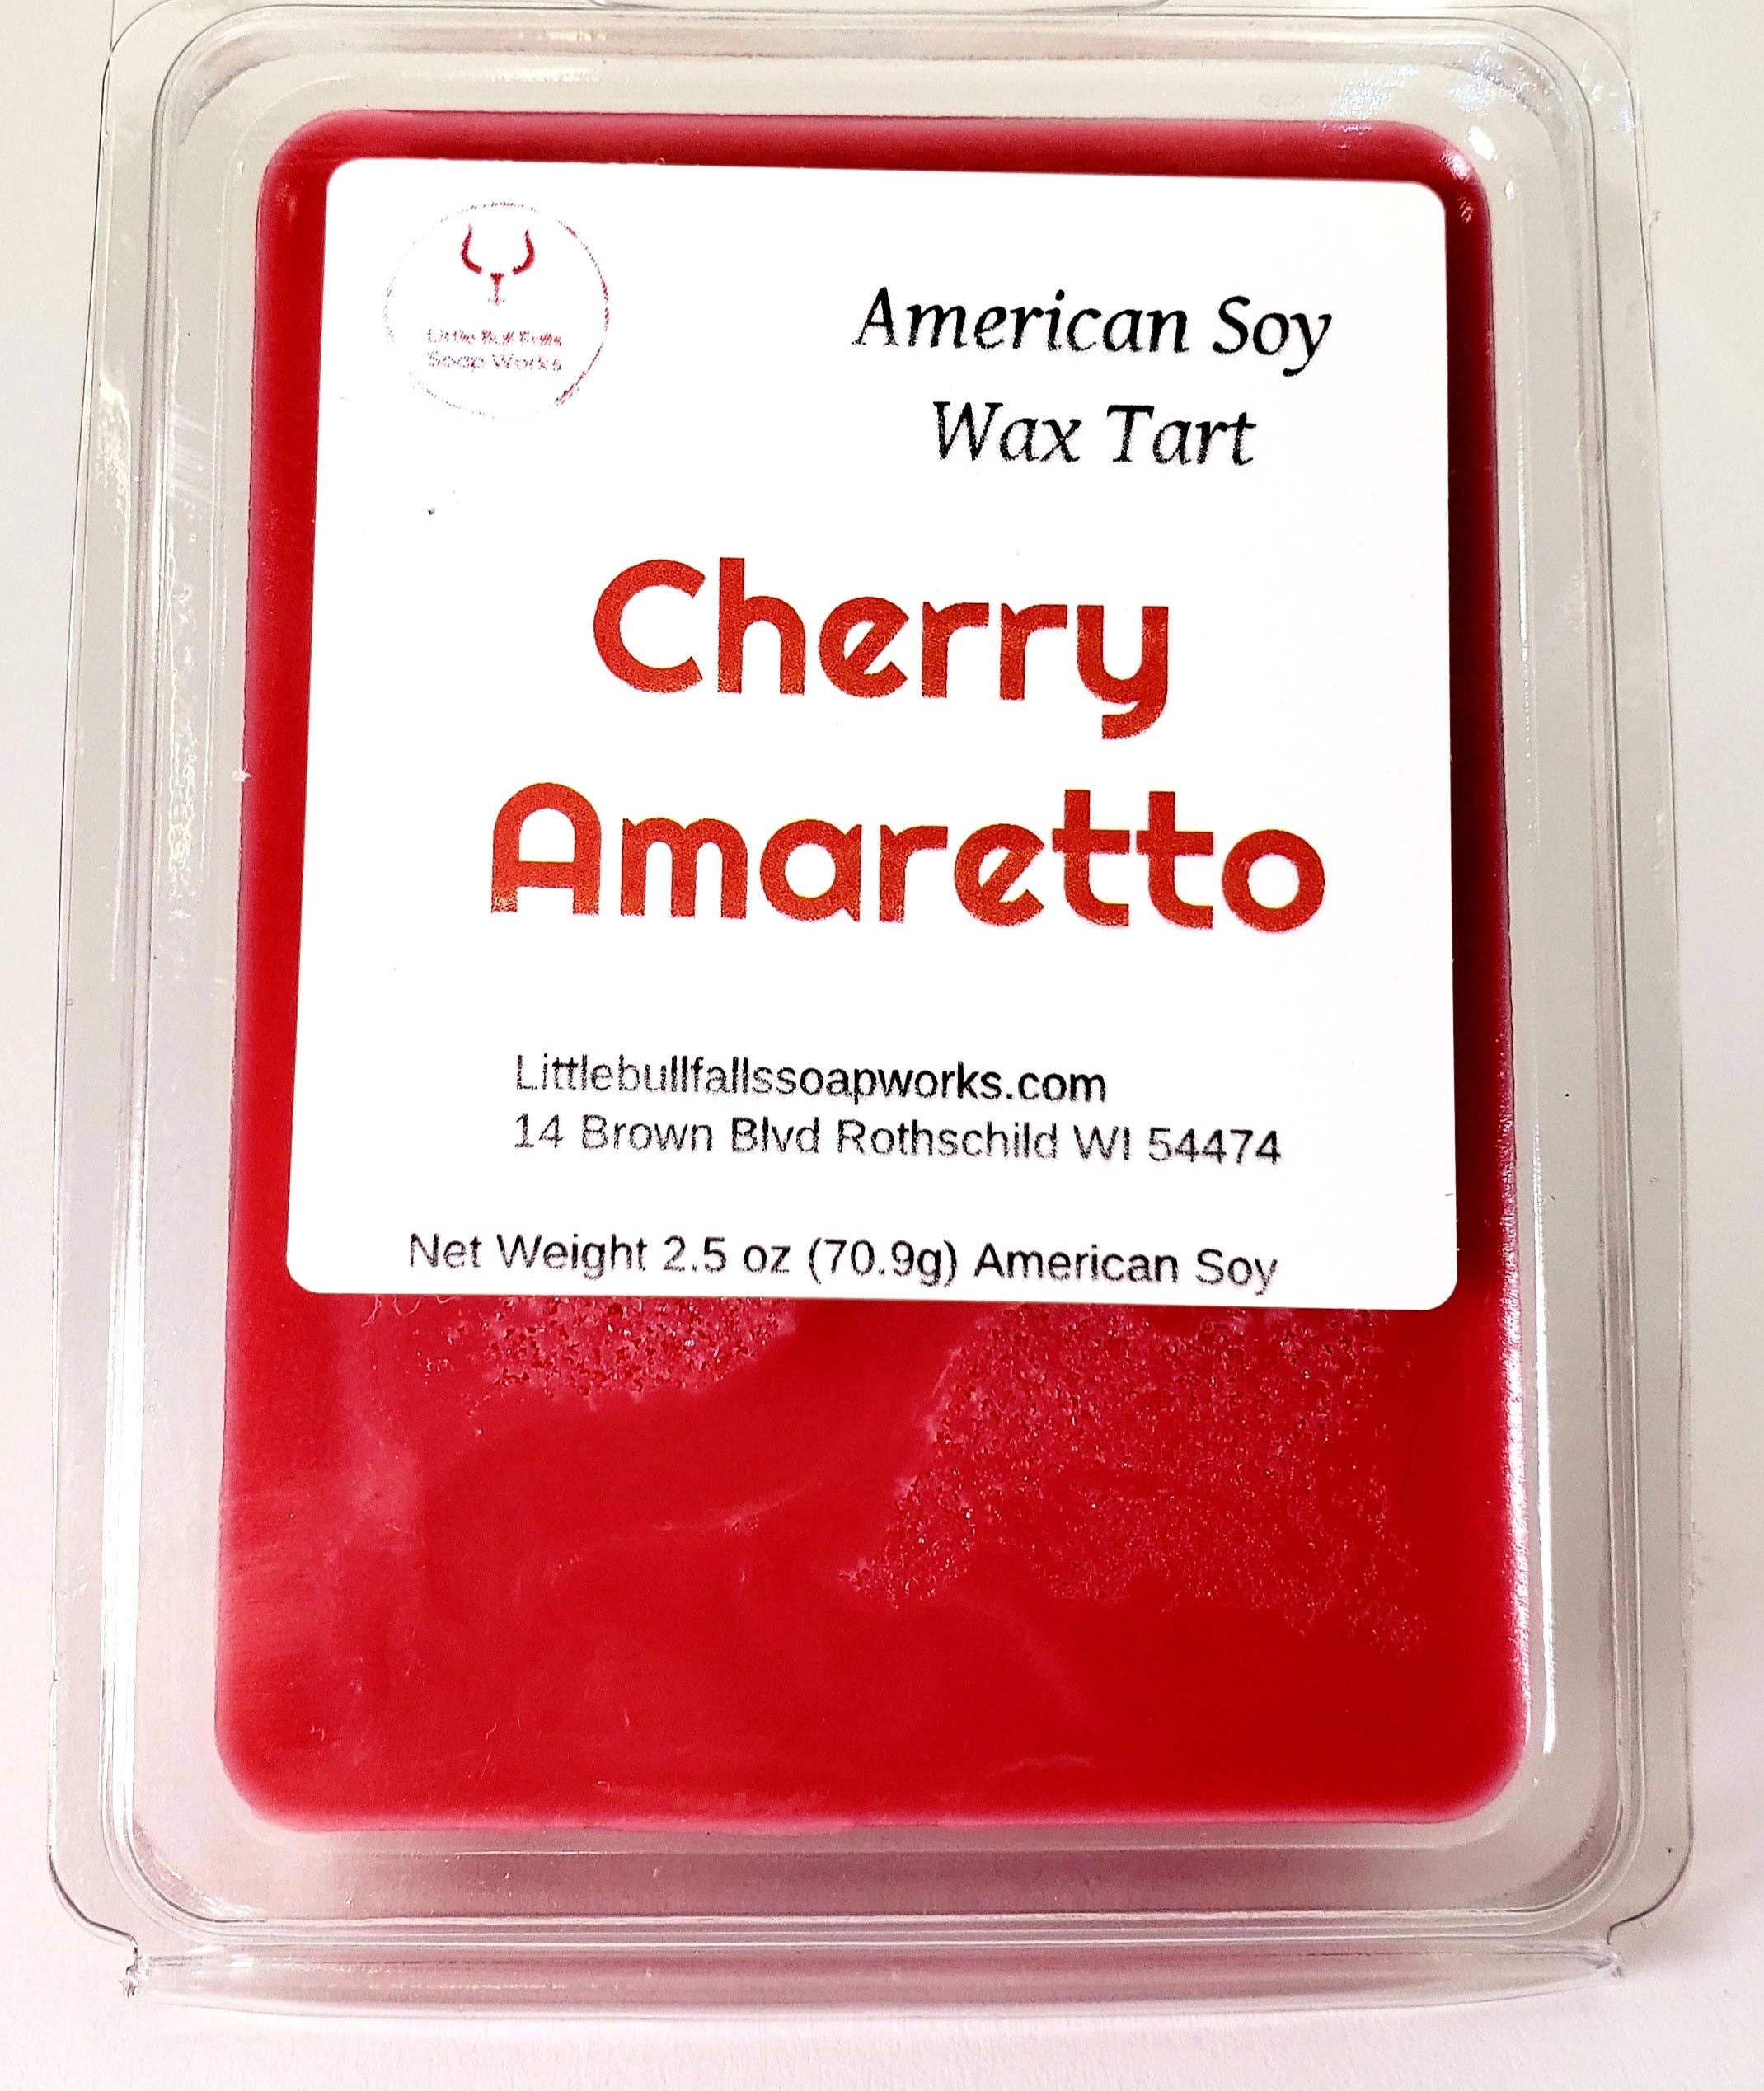 Little Bull Falls
Soap Works
American Soy
Wax Tart
Cherry
Amaretto
Littlebullfallssoapworks.com
14 Brown Blvd Rothschild WI 54474
Net Weight 2.5 oz (70.9g) American Soy